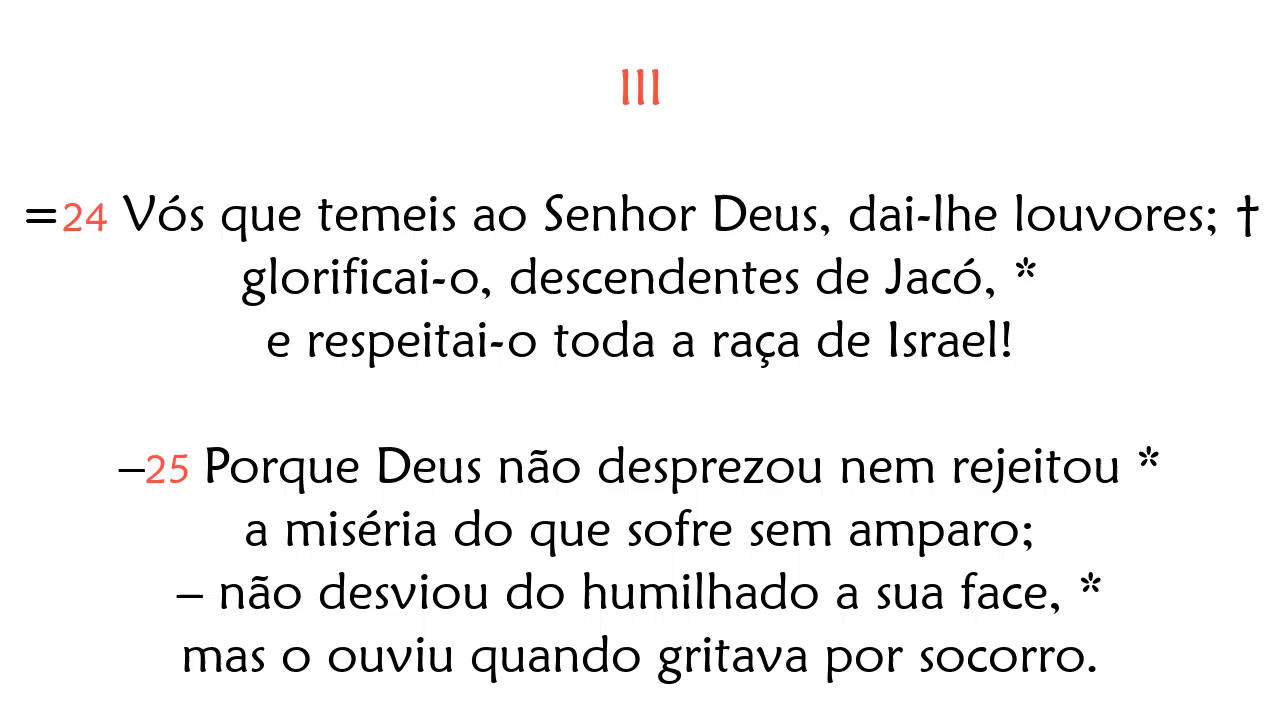 III
=24 Vós que temeis ao Senhor Deus, dai-lhe louvores; †
glorificai-o, descendentes de Jacó, *
e respeitai-o toda a raça de Israel!
–25 Porque Deus não desprezou nem rejeitou *
a miséria do que sofre sem amparo;
– não desviou do humilhado a sua face, *
mas o ouviu quando gritava por socorro.